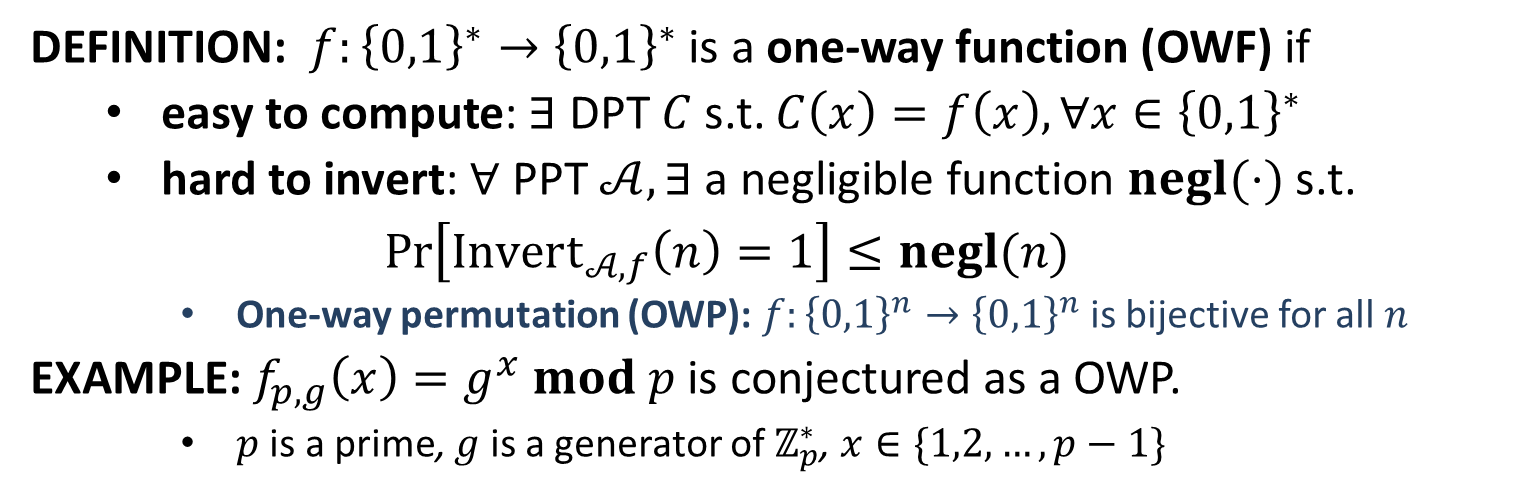 DEFINITION: 𝑓: {0,1}* → {0,1}* is a one-way function (OWF) if
• easy to compute: ∃ DPT 𝐶 s.t. 𝐶(𝑥) = 𝑓(𝑥), ∀𝑥 ∈ {0,1}*
• hard to invert: ∀ PPT 𝒜, ∃ a negligible function negl(·) s.t.
Pr[Invert_{𝒜,𝑓}(𝑛) = 1] ≤ negl(𝑛)
• One-way permutation (OWP): 𝑓: {0,1}ⁿ → {0,1}ⁿ is bijective for all 𝑛
EXAMPLE: 𝑓_{𝑝,𝑔}(𝑥) = 𝑔ˣ mod 𝑝 is conjectured as a OWP.
• 𝑝 is a prime, 𝑔 is a generator of ℤ_𝑝^*, 𝑥 ∈ {1,2, …, 𝑝 − 1}